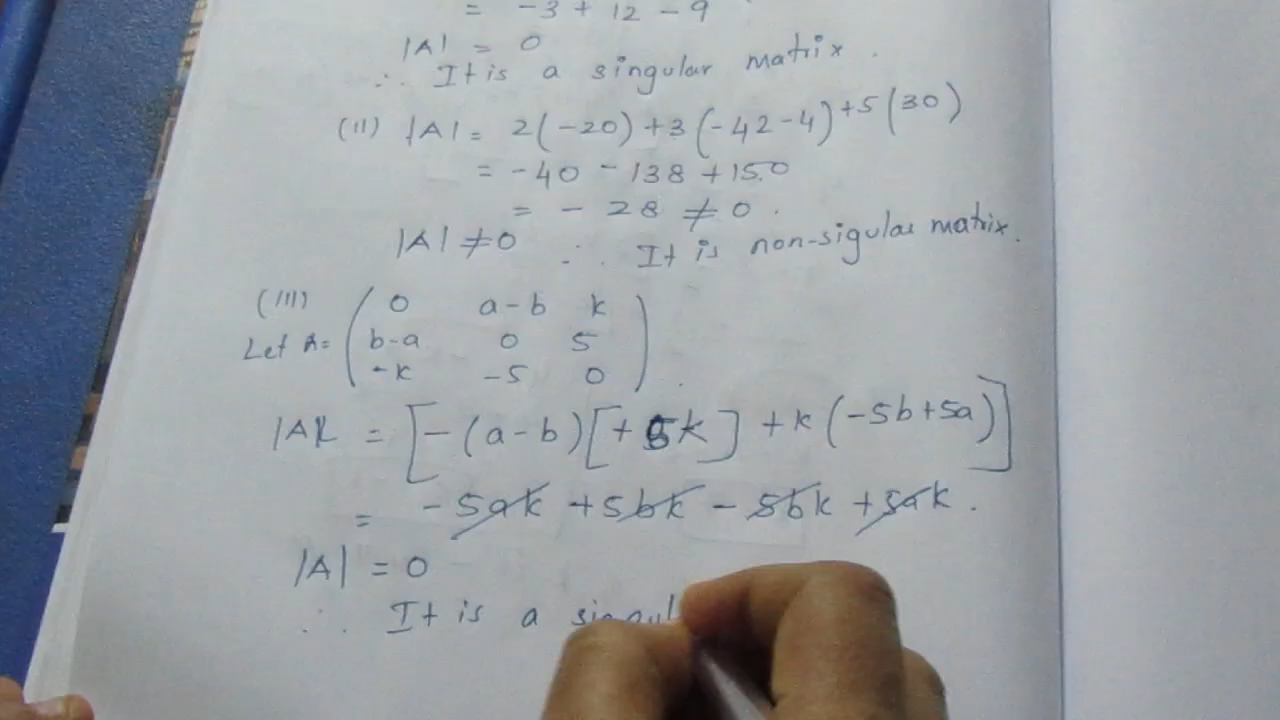 = -3 + 12 - 9
|A| = 0
∴ It is a singular matrix.
(II) |A| = 2(-20) +3(-42-4) +5(30)
= -40 - 138 + 150
= - 28 ≠ 0.
|A| ≠ 0 ∴ It is non-sigular matrix.
(III)
0 a-b k
Let A = b-a 0 5
-k -5 0
|A| = [-(a-b)[+5k] + k(-5b+5a)]
= -5ak + 5bk - 5bk + 5ak.
|A| = 0
∴ It is a singul